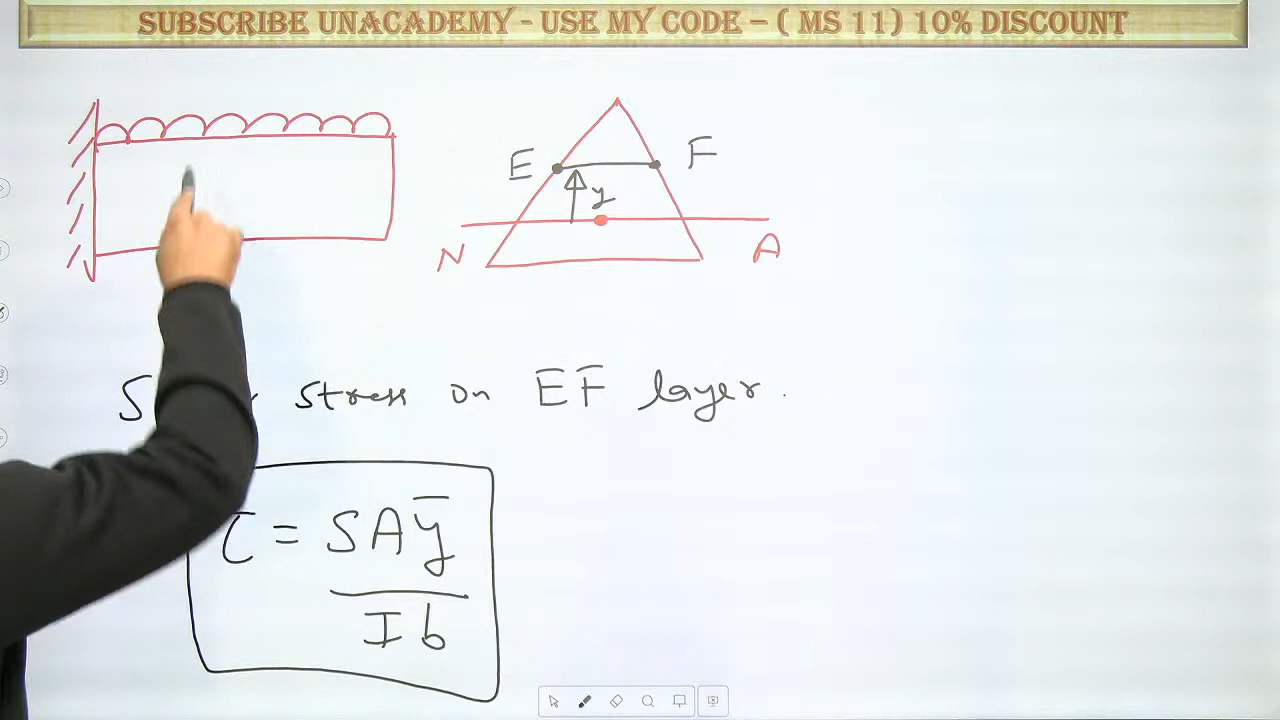 SUBSCRIBE UNACADEMY - USE MY CODE – ( MS 11) 10% DISCOUNT
E F
y
N A
stress on EF layer.
τ = SAȳ
Ib